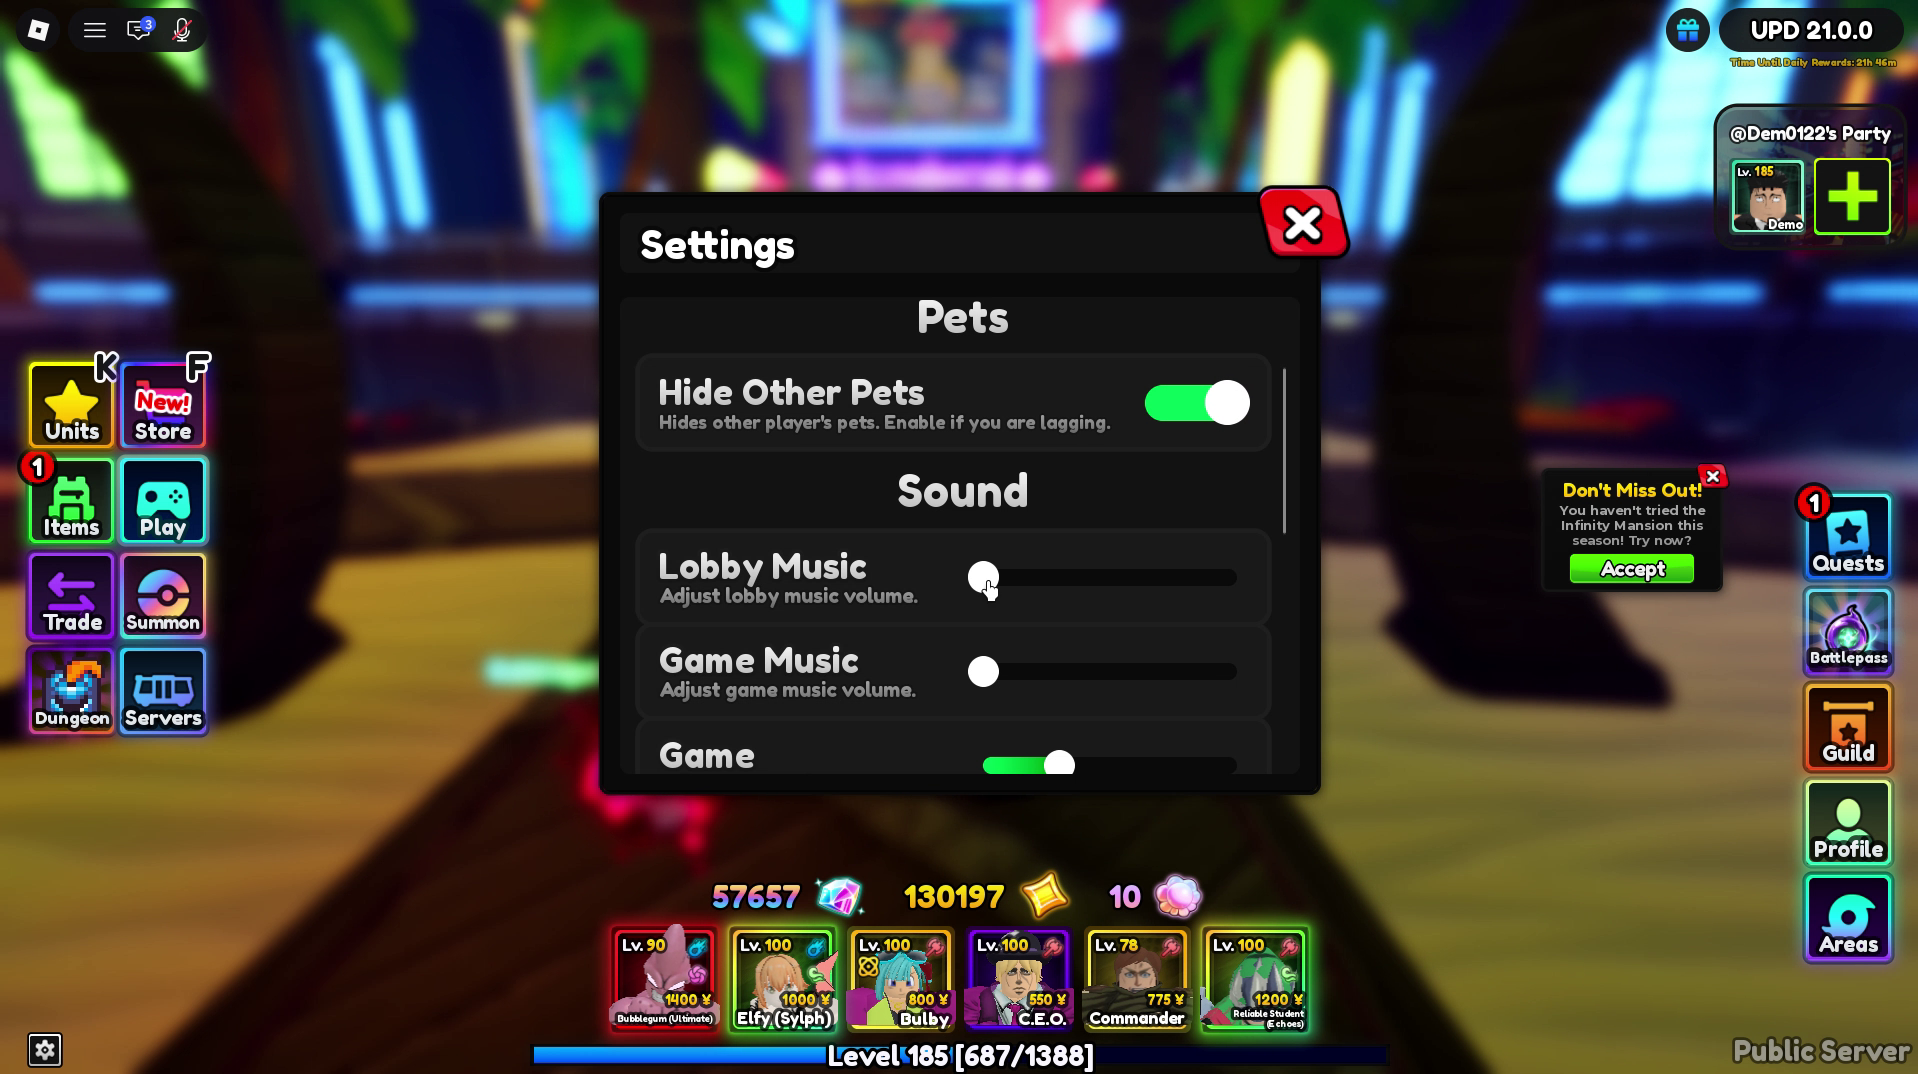 3
UPD 21.0.0
Time Until Daily Rewards: 21h 46m
@Dem0122's Party
Lv. 185
Demo
Settings
Pets
Hide Other Pets
Hides other player's pets. Enable if you are lagging.
Sound
Lobby Music
Adjust lobby music volume.
Game Music
Adjust game music volume.
Game
K
F
Units
New!
Store
1
Items
Play
Trade
Summon
Dungeon
Servers
Don't Miss Out!
You haven't tried the
Infinity Mansion this
season! Try now?
Accept
1
Quests
Battlepass
Guild
Profile
Areas
57657
130197
10
Lv. 90
1400 ¥
Bubblegum (Ultimate)
Lv. 100
1000 ¥
Elfy (Sylph)
Lv. 100
800 ¥
Bulby
Lv. 100
550 ¥
C.E.O.
Lv. 78
775 ¥
Commander
Lv. 100
1200 ¥
Reliable Student
(Echoes)
Level 185 [687/1388]
Public Server